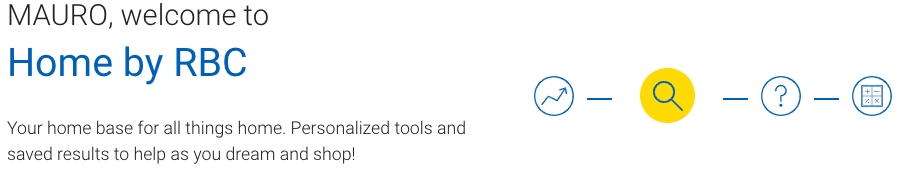 MAURO, welcome to
Home by RBC
Your home base for all things home. Personalized tools and
saved results to help as you dream and shop!